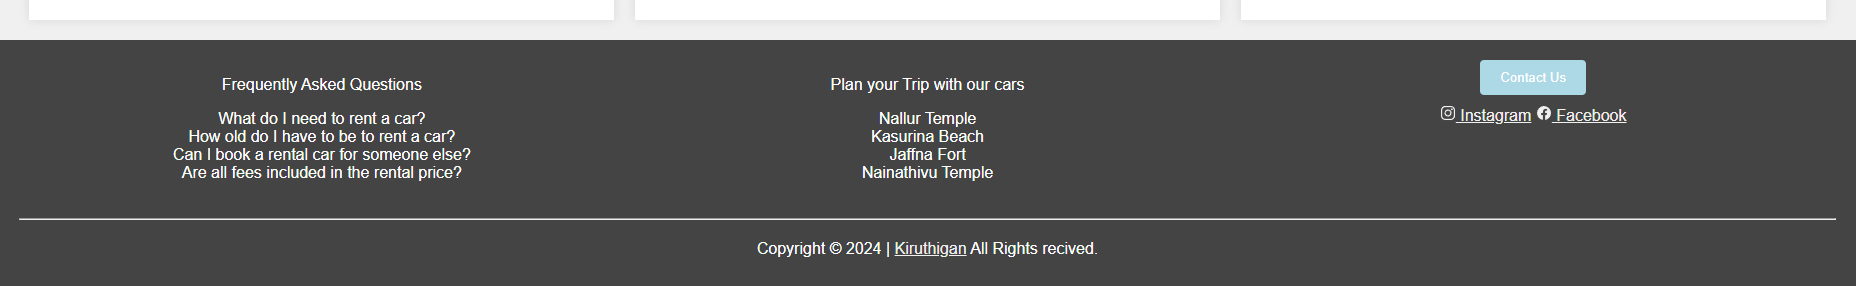 Frequently Asked Questions
What do I need to rent a car?
How old do I have to be to rent a car?
Can I book a rental car for someone else?
Are all fees included in the rental price?
Plan your Trip with our cars
Nallur Temple
Kasurina Beach
Jaffna Fort
Nainathivu Temple
Contact Us
Instagram Facebook
Copyright © 2024 | Kiruthigan All Rights recived.